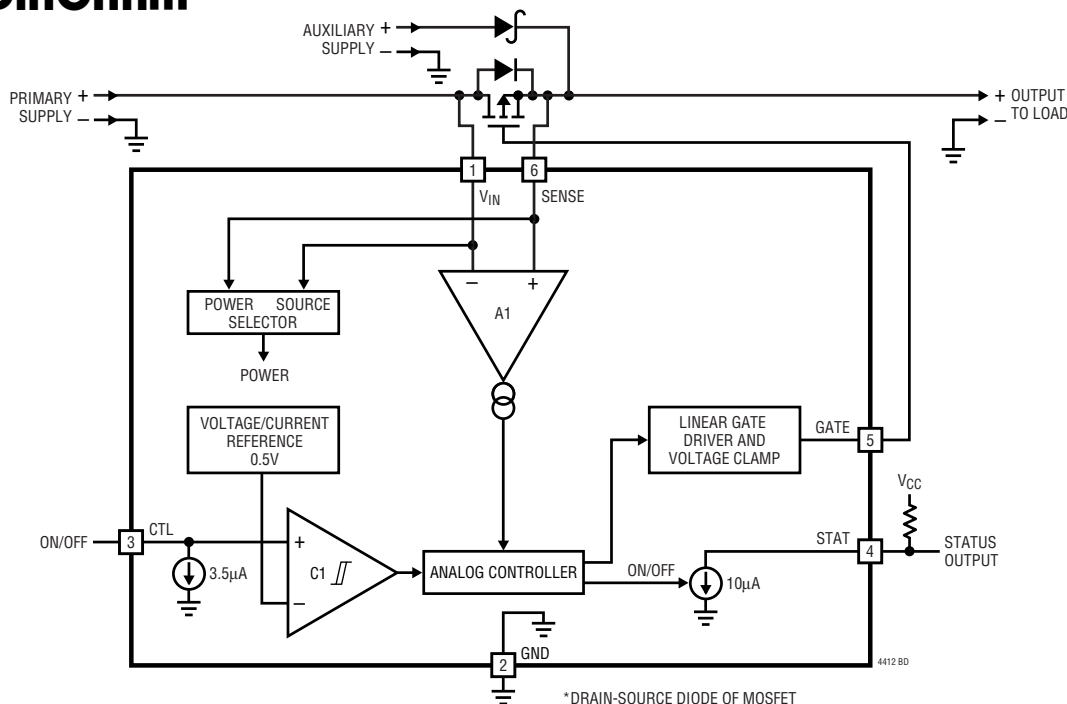 AUXILIARY +
SUPPLY –
PRIMARY +
SUPPLY –
+ OUTPUT
– TO LOAD
1
6
VIN
SENSE
– +
A1
POWER SOURCE
SELECTOR
POWER
VOLTAGE/CURRENT
REFERENCE
0.5V
LINEAR GATE
DRIVER AND
VOLTAGE CLAMP
GATE
5
VCC
ON/OFF
3
CTL
3.5µA
+
C1
–
ANALOG CONTROLLER
ON/OFF
10µA
STAT
4
STATUS
OUTPUT
2
GND
4412 BD
*DRAIN-SOURCE DIODE OF MOSFET